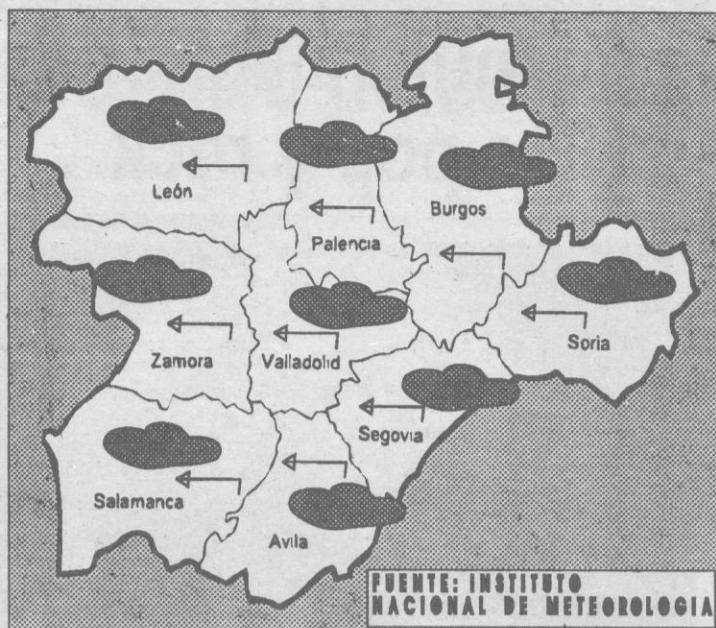 León
Palencia
Burgos
Zamora
Valladolid
Soria
Segovia
Salamanca
Avila
FUENTE: INSTITUTO
NACIONAL DE METEOROLOGIA